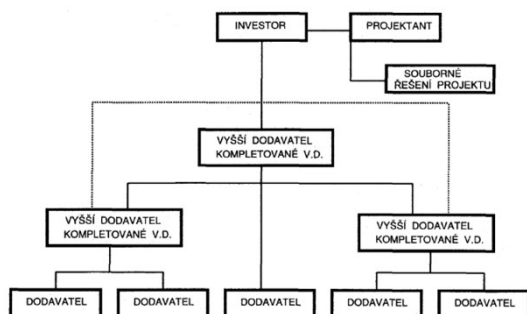 INVESTOR
PROJEKTANT
SOUBORNÉ
ŘEŠENÍ PROJEKTU
VYŠŠÍ DODAVATEL
KOMPLETOVANÉ V.D.
VYŠŠÍ DODAVATEL
KOMPLETOVANÉ V.D.
VYŠŠÍ DODAVATEL
KOMPLETOVANÉ V.D.
DODAVATEL
DODAVATEL
DODAVATEL
DODAVATEL
DODAVATEL